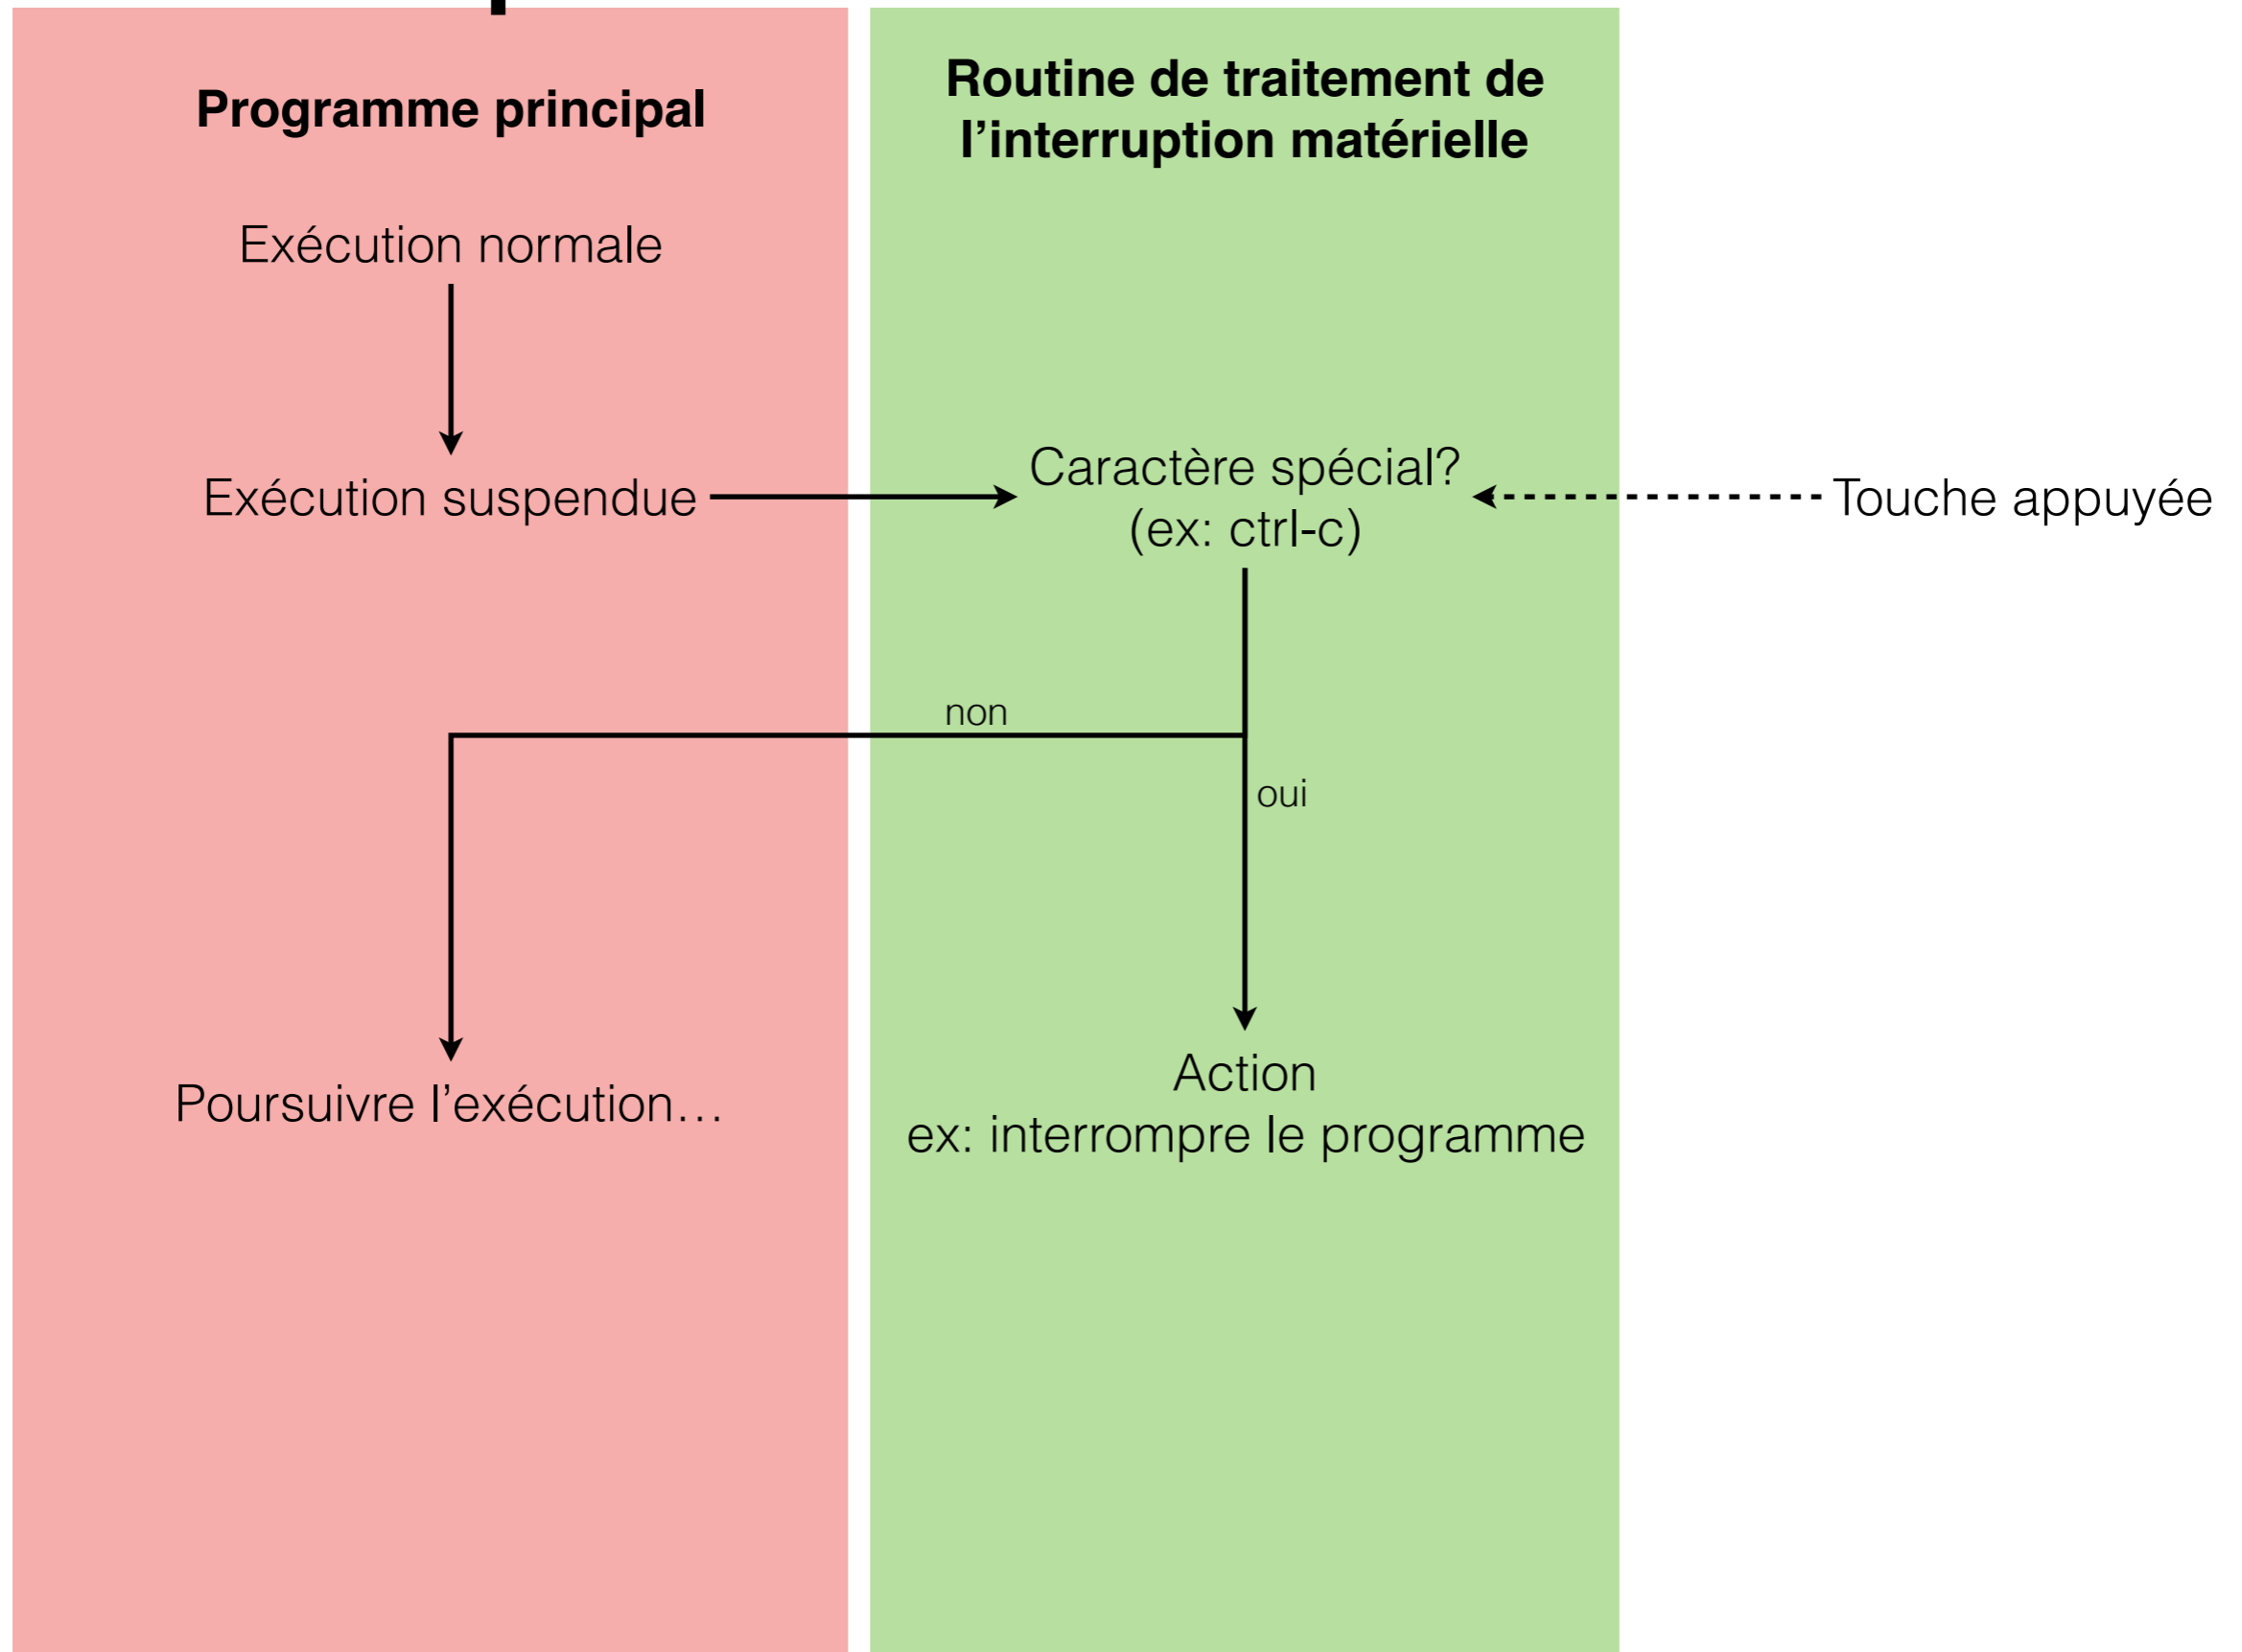 Programme principal
Routine de traitement de
l’interruption matérielle
Exécution normale
Exécution suspendue
Caractère spécial?
(ex: ctrl-c)
Touche appuyée
non
oui
Poursuivre l’exécution…
Action
ex: interrompre le programme